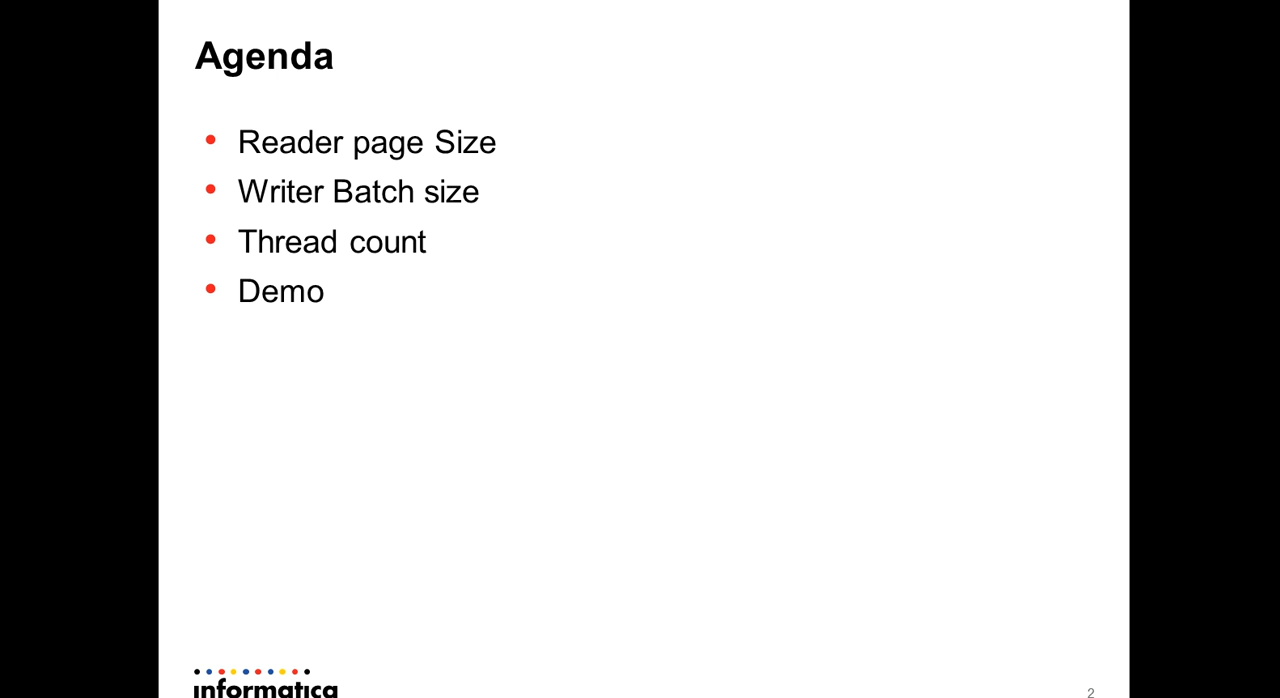 Agenda
Reader page Size
Writer Batch size
Thread count
Demo
informatica
2